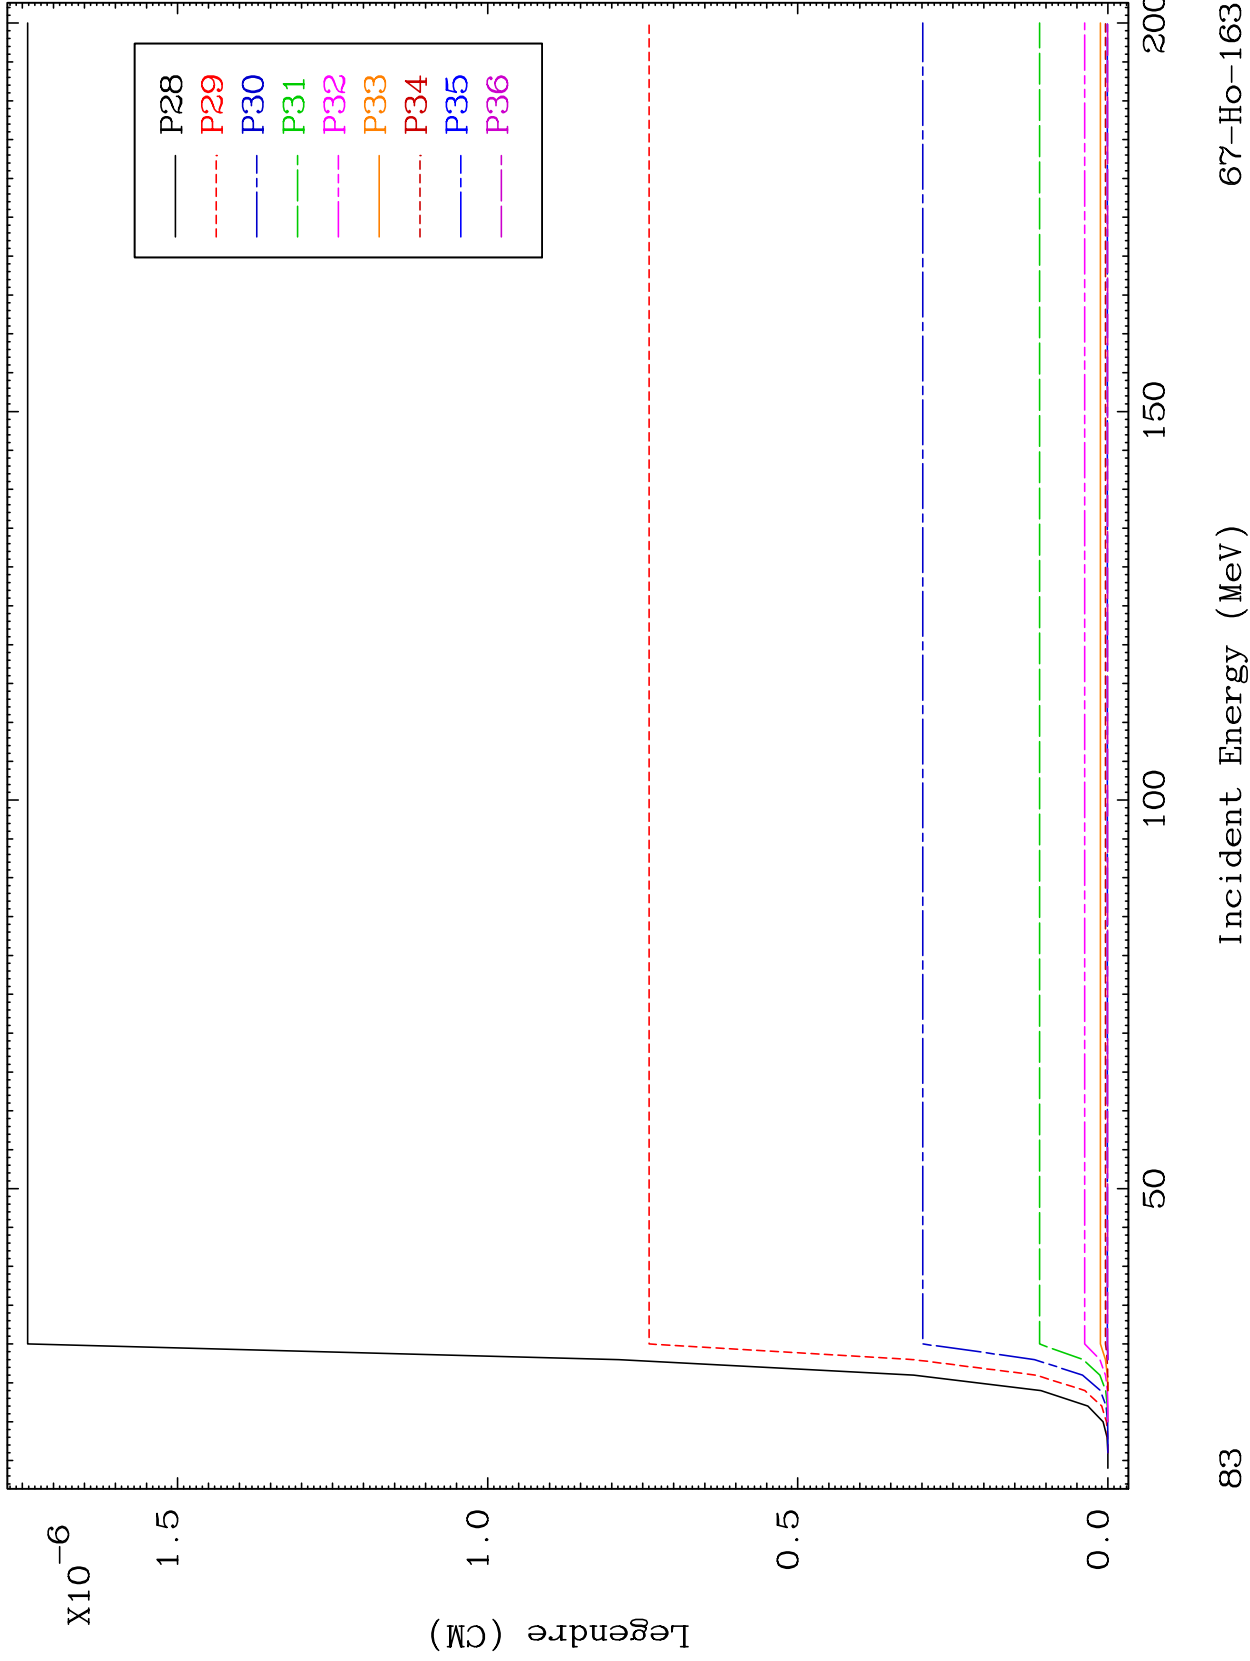 X10-6
1.5
1.0
0.5
0.0
Legendre (CM)
P28
P29
P30
P31
P32
P33
P34
P35
P36
50
100
150
200
Incident Energy (MeV)
83
67-Ho-163